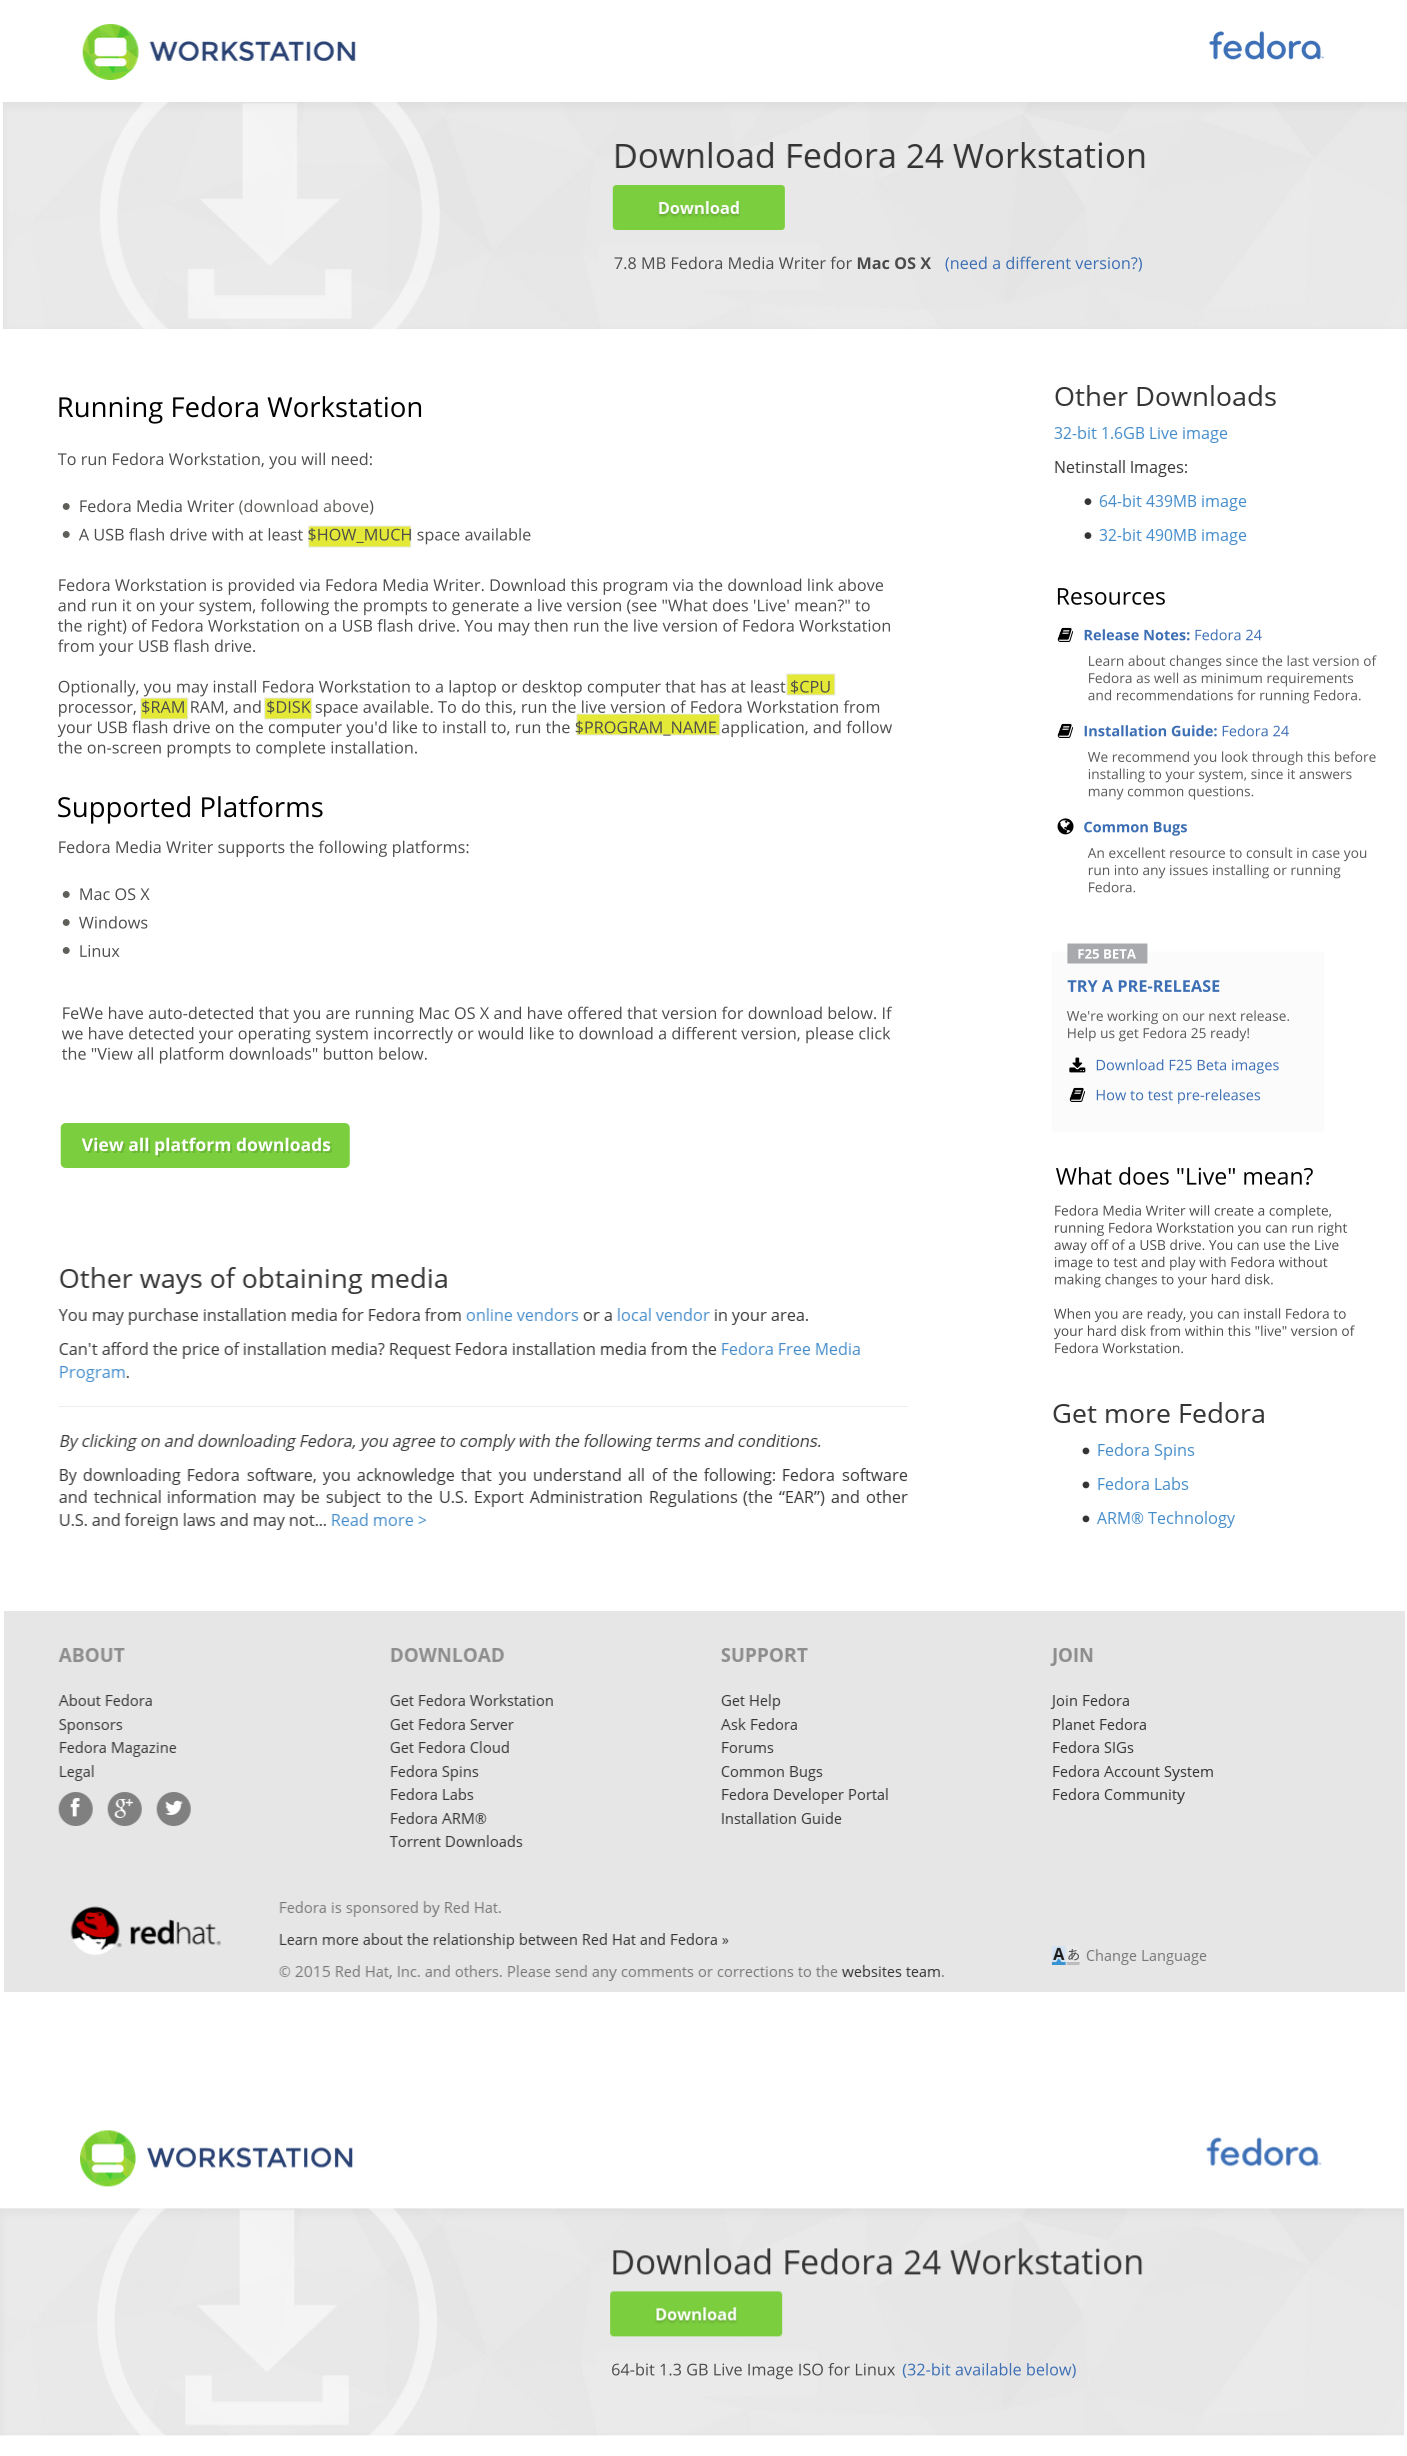 WORKSTATION
fedora
Download Fedora 24 Workstation
Download
7.8 MB Fedora Media Writer for Mac OS X (need a different version?)
Running Fedora Workstation
To run Fedora Workstation, you will need:
• Fedora Media Writer (download above)
• A USB flash drive with at least $HOW_MUCH space available
Fedora Workstation is provided via Fedora Media Writer. Download this program via the download link above
and run it on your system, following the prompts to generate a live version (see "What does 'Live' mean?" to
the right) of Fedora Workstation on a USB flash drive. You may then run the live version of Fedora Workstation
from your USB flash drive.
Optionally, you may install Fedora Workstation to a laptop or desktop computer that has at least $CPU
processor, $RAM RAM, and $DISK space available. To do this, run the live version of Fedora Workstation from
your USB flash drive on the computer you'd like to install to, run the $PROGRAM_NAME application, and follow
the on-screen prompts to complete installation.
Supported Platforms
Fedora Media Writer supports the following platforms:
• Mac OS X
• Windows
• Linux
FeWe have auto-detected that you are running Mac OS X and have offered that version for download below. If
we have detected your operating system incorrectly or would like to download a different version, please click
the "View all platform downloads" button below.
View all platform downloads
Other ways of obtaining media
You may purchase installation media for Fedora from online vendors or a local vendor in your area.
Can't afford the price of installation media? Request Fedora installation media from the Fedora Free Media
Program.
By clicking on and downloading Fedora, you agree to comply with the following terms and conditions.
By downloading Fedora software, you acknowledge that you understand all of the following: Fedora software
and technical information may be subject to the U.S. Export Administration Regulations (the “EAR”) and other
U.S. and foreign laws and may not... Read more >
Other Downloads
32-bit 1.6GB Live image
Netinstall Images:
• 64-bit 439MB image
• 32-bit 490MB image
Resources
Release Notes: Fedora 24
Learn about changes since the last version of
Fedora as well as minimum requirements
and recommendations for running Fedora.
Installation Guide: Fedora 24
We recommend you look through this before
installing to your system, since it answers
many common questions.
Common Bugs
An excellent resource to consult in case you
run into any issues installing or running
Fedora.
F25 BETA
TRY A PRE-RELEASE
We're working on our next release.
Help us get Fedora 25 ready!
Download F25 Beta images
How to test pre-releases
What does "Live" mean?
Fedora Media Writer will create a complete,
running Fedora Workstation you can run right
away off of a USB drive. You can use the Live
image to test and play with Fedora without
making changes to your hard disk.
When you are ready, you can install Fedora to
your hard disk from within this "live" version of
Fedora Workstation.
Get more Fedora
• Fedora Spins
• Fedora Labs
• ARM® Technology
ABOUT
About Fedora
Sponsors
Fedora Magazine
Legal
f g+
DOWNLOAD
Get Fedora Workstation
Get Fedora Server
Get Fedora Cloud
Fedora Spins
Fedora Labs
Fedora ARM®
Torrent Downloads
SUPPORT
Get Help
Ask Fedora
Forums
Common Bugs
Fedora Developer Portal
Installation Guide
JOIN
Join Fedora
Planet Fedora
Fedora SIGs
Fedora Account System
Fedora Community
redhat.
Fedora is sponsored by Red Hat.
Learn more about the relationship between Red Hat and Fedora »
© 2015 Red Hat, Inc. and others. Please send any comments or corrections to the websites team.
Aあ Change Language
WORKSTATION
fedora
Download Fedora 24 Workstation
Download
64-bit 1.3 GB Live Image ISO for Linux (32-bit available below)